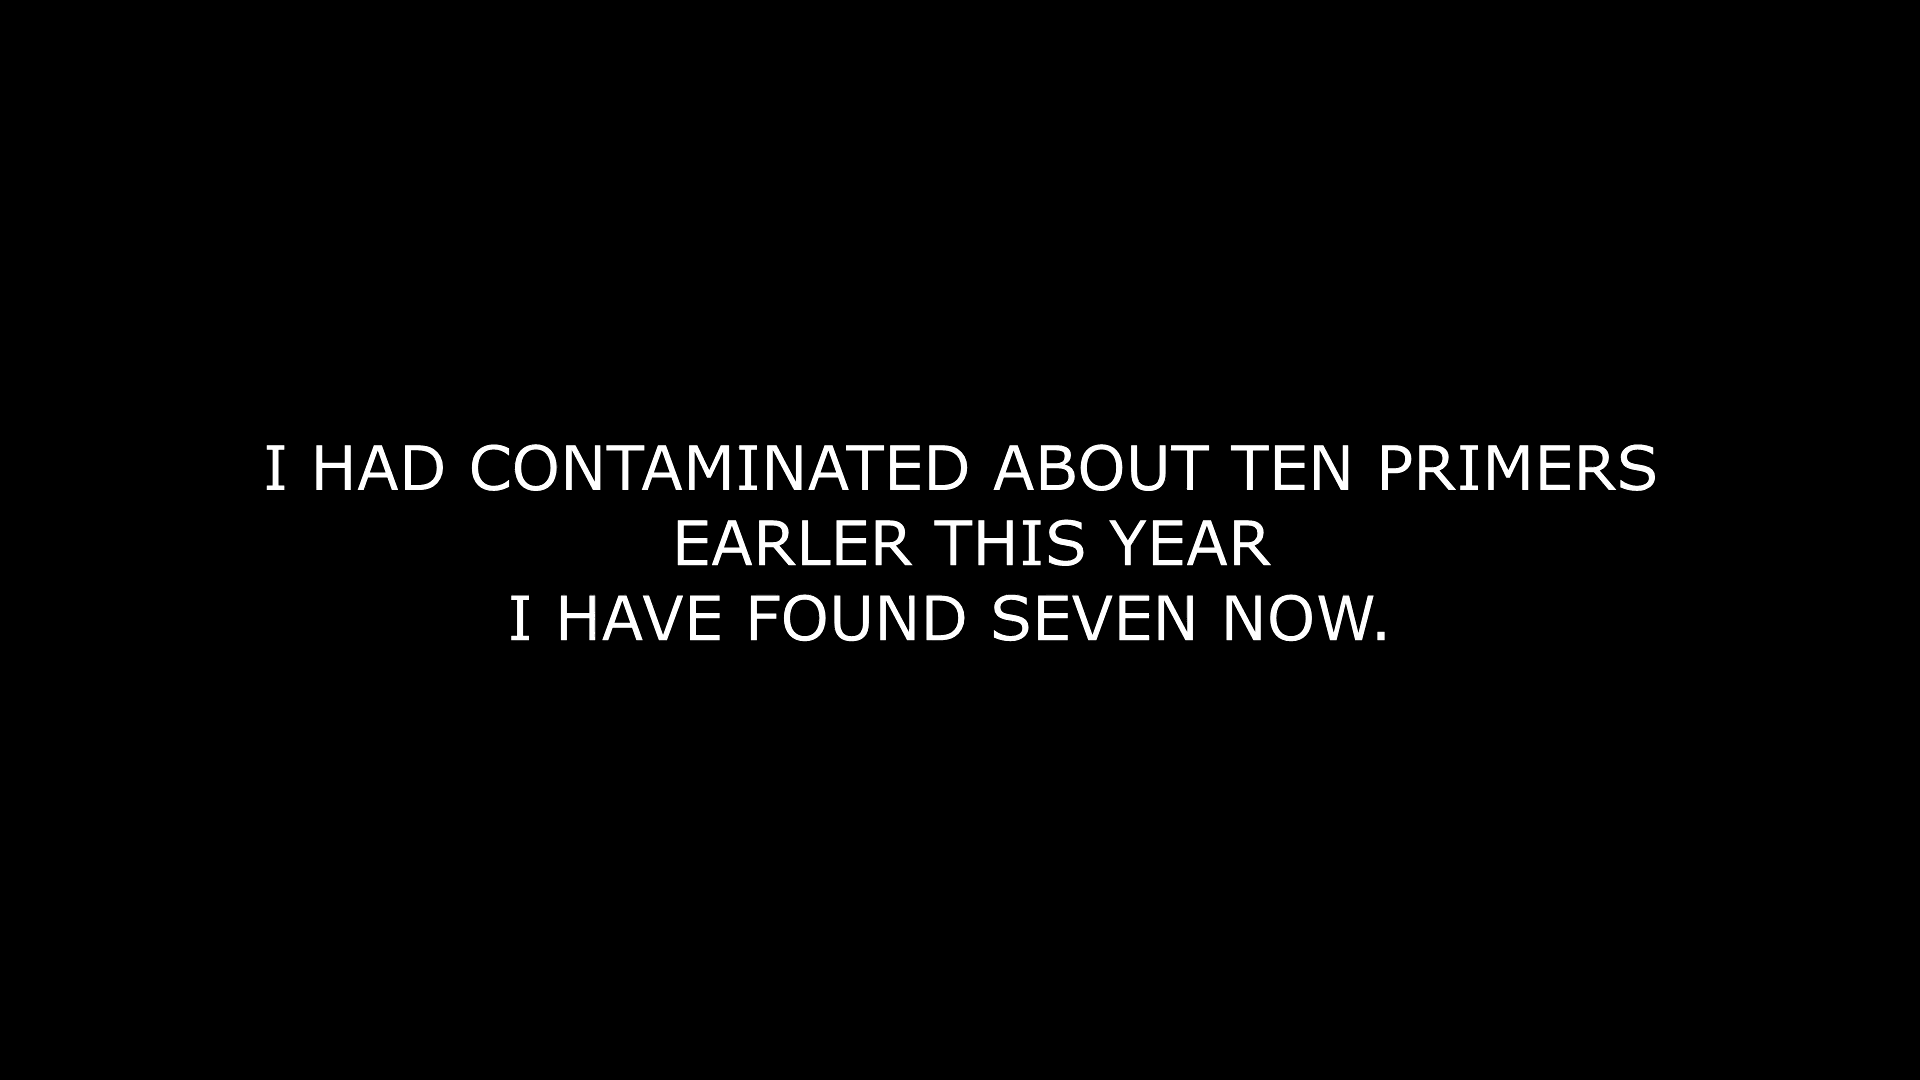 I HAD CONTAMINATED ABOUT TEN PRIMERS
EARLER THIS YEAR
I HAVE FOUND SEVEN NOW.